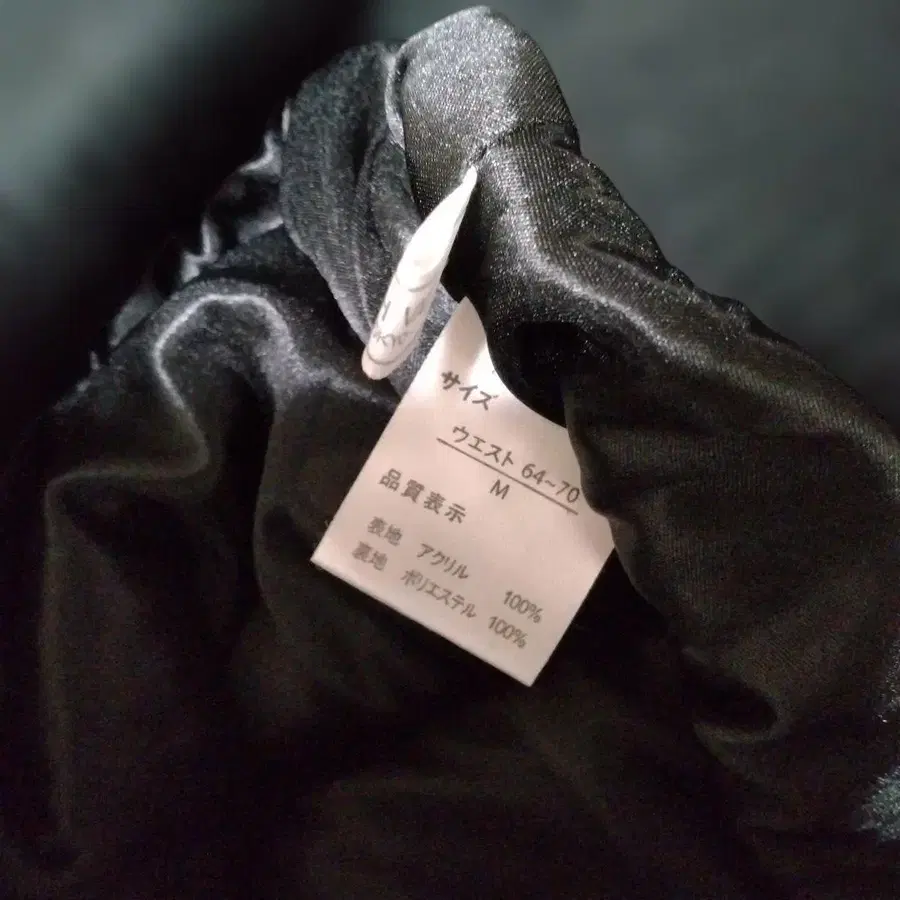 サイズ
ウエスト 64~70
M
品質表示
表地 アクリル 100%
裏地 ポリエステル 100%